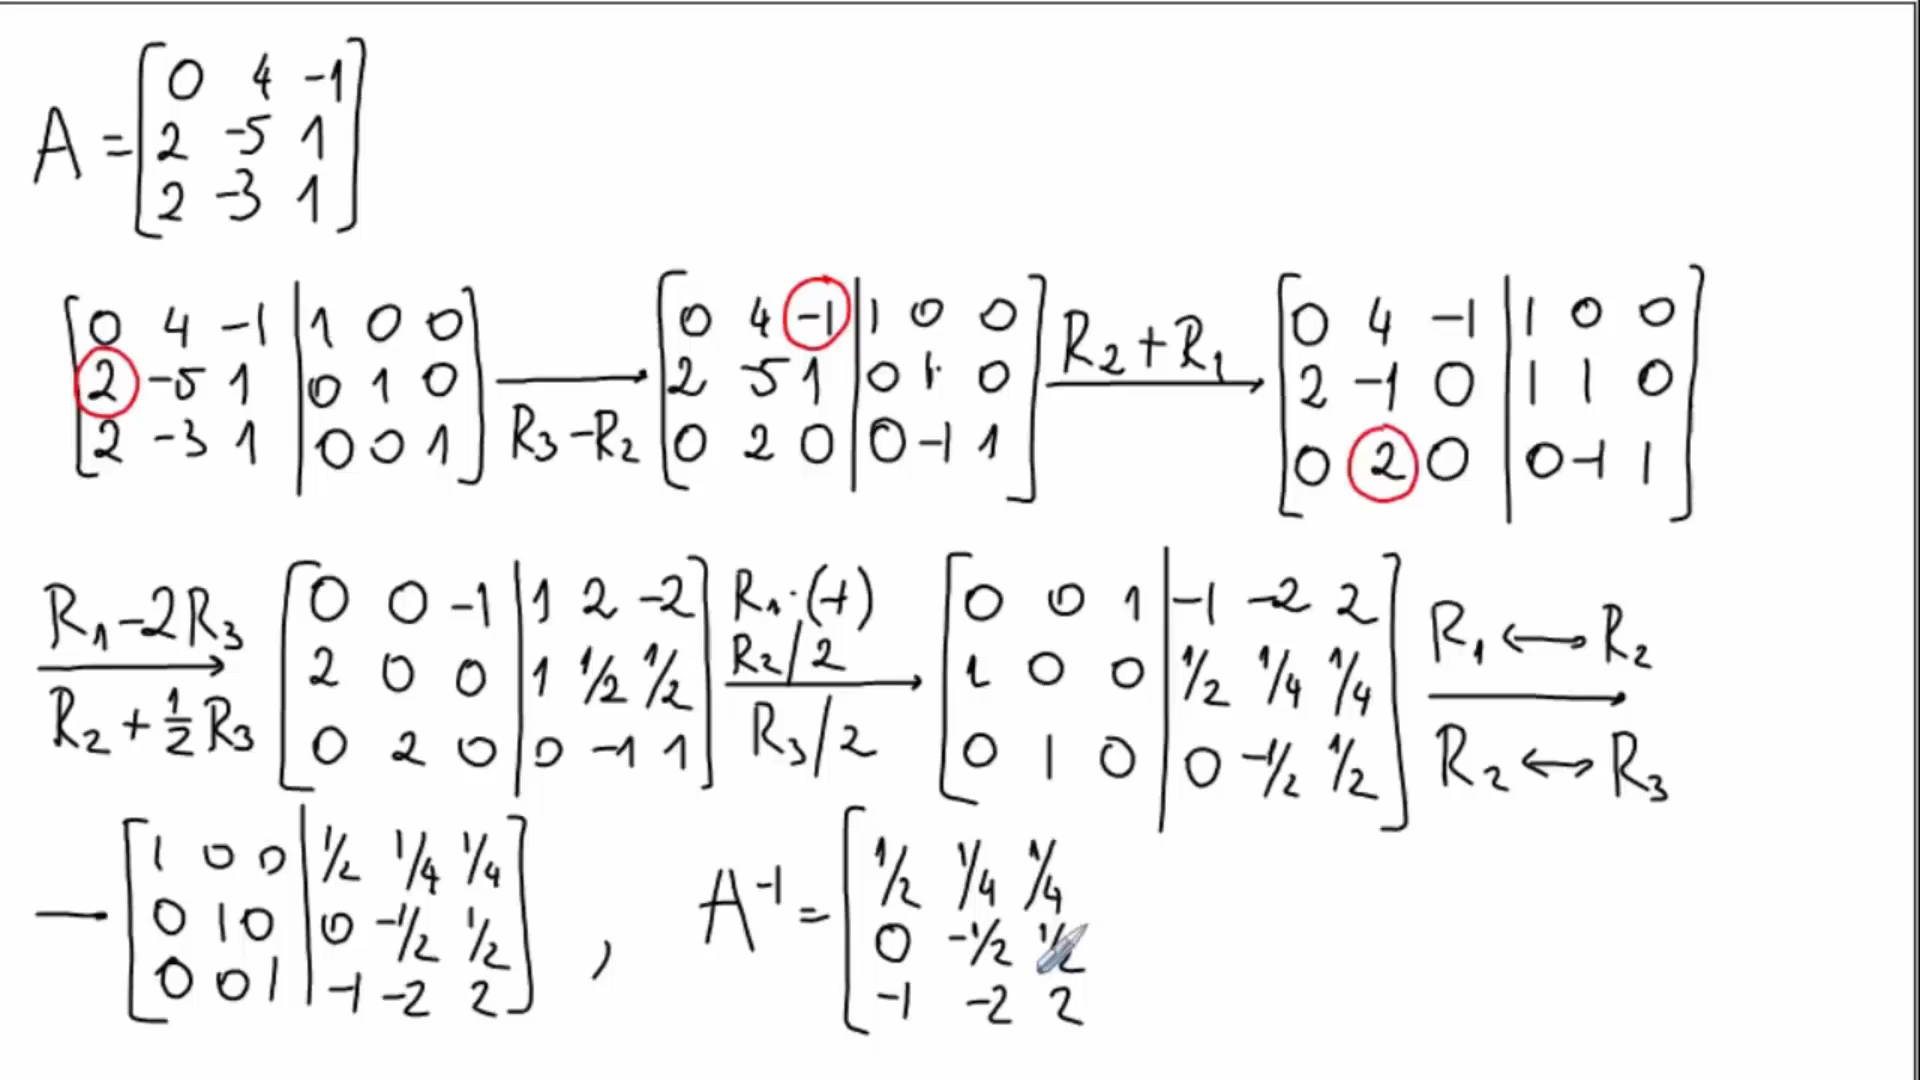 A = [ 0 4 -1
2 -5 1
2 -3 1 ]
[ 0 4 -1 | 1 0 0
2 -5 1 | 0 1 0
2 -3 1 | 0 0 1 ]
R₃ - R₂
[ 0 4 -1 | 1 0 0
2 -5 1 | 0 1 0
0 2 0 | 0 -1 1 ]
R₂ + R₁
[ 0 4 -1 | 1 0 0
2 -1 0 | 1 1 0
0 2 0 | 0 -1 1 ]
R₁ - 2R₃
R₂ + 1/2 R₃
[ 0 0 -1 | 1 2 -2
2 0 0 | 1 1/2 1/2
0 2 0 | 0 -1 1 ]
R₁·(-1)
R₂/2
R₃/2
[ 0 0 1 | -1 -2 2
1 0 0 | 1/2 1/4 1/4
0 1 0 | 0 -1/2 1/2 ]
R₁ ↔ R₂
R₂ ↔ R₃
— [ 1 0 0 | 1/2 1/4 1/4
0 1 0 | 0 -1/2 1/2
0 0 1 | -1 -2 2 ] ,
A⁻¹ = [ 1/2 1/4 1/4
0 -1/2 1/2
-1 -2 2